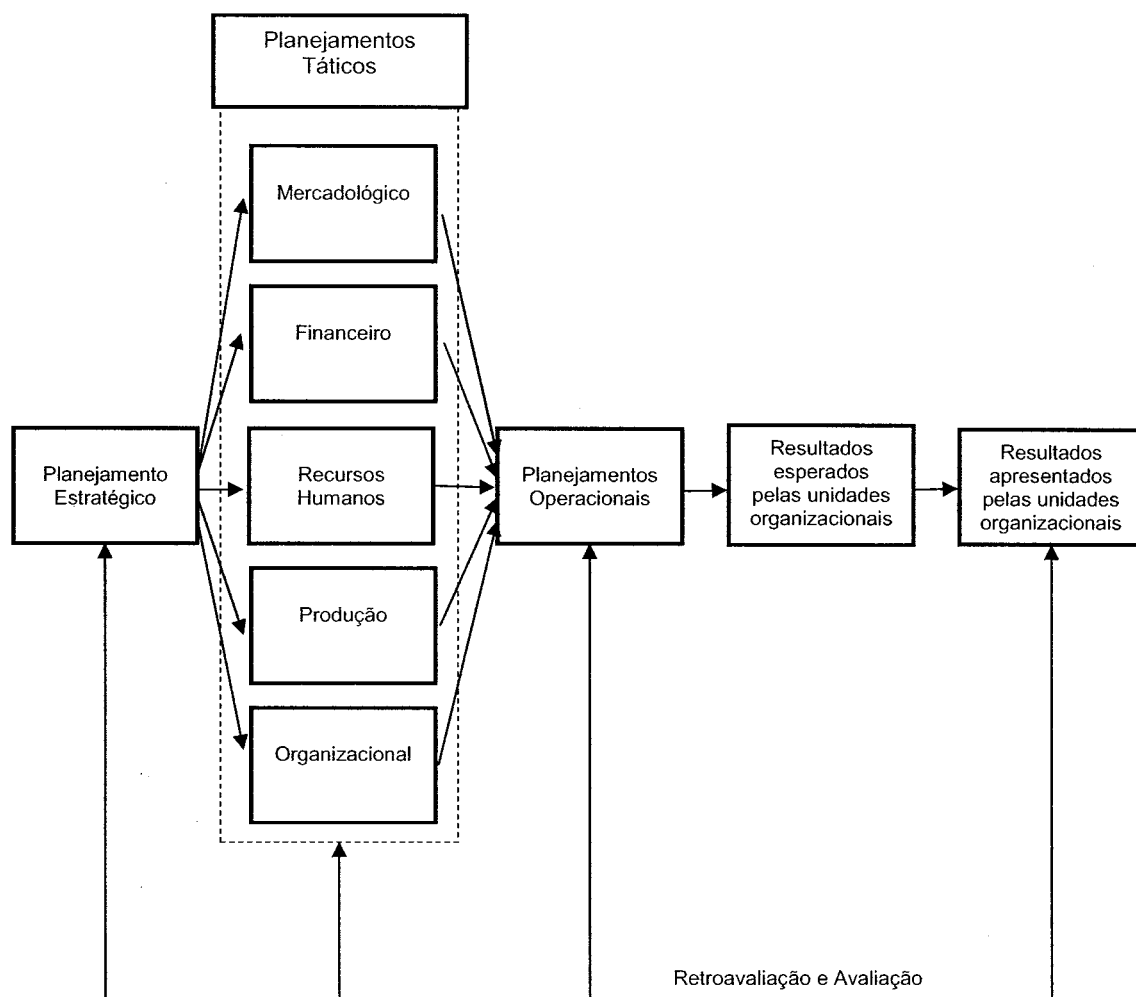 Planejamentos
Táticos
Mercadológico
Financeiro
Planejamento
Estratégico
Recursos
Humanos
Planejamentos
Operacionais
Resultados
esperados
pelas unidades
organizacionais
Resultados
apresentados
pelas unidades
organizacionais
Produção
Organizacional
Retroavaliação e Avaliação